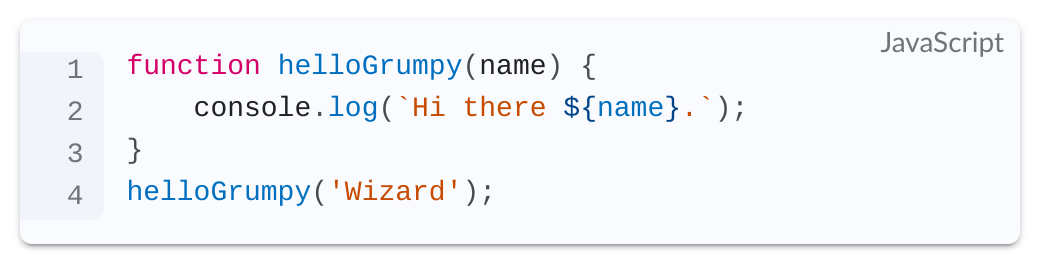 JavaScript
1 function helloGrumpy(name) {
2     console.log(`Hi there ${name}.`);
3 }
4 helloGrumpy('Wizard');